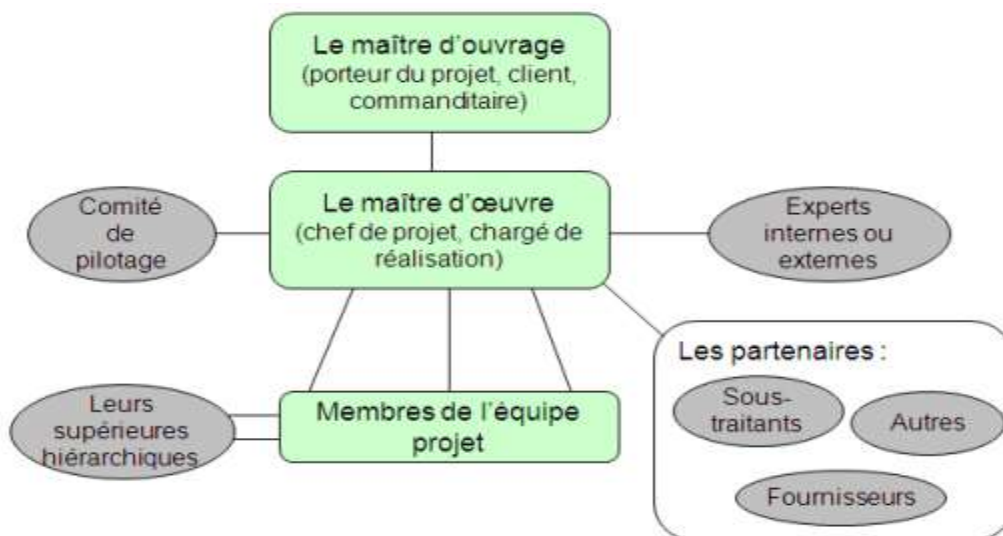 Le maître d'ouvrage
(porteur du projet, client,
commanditaire)
Le maître d'œuvre
(chef de projet, chargé de
réalisation)
Comité
de
pilotage
Experts
internes ou
externes
Les partenaires :
Sous-
traitants
Autres
Fournisseurs
Leurs
supérieures
hiérarchiques
Membres de l'équipe
projet